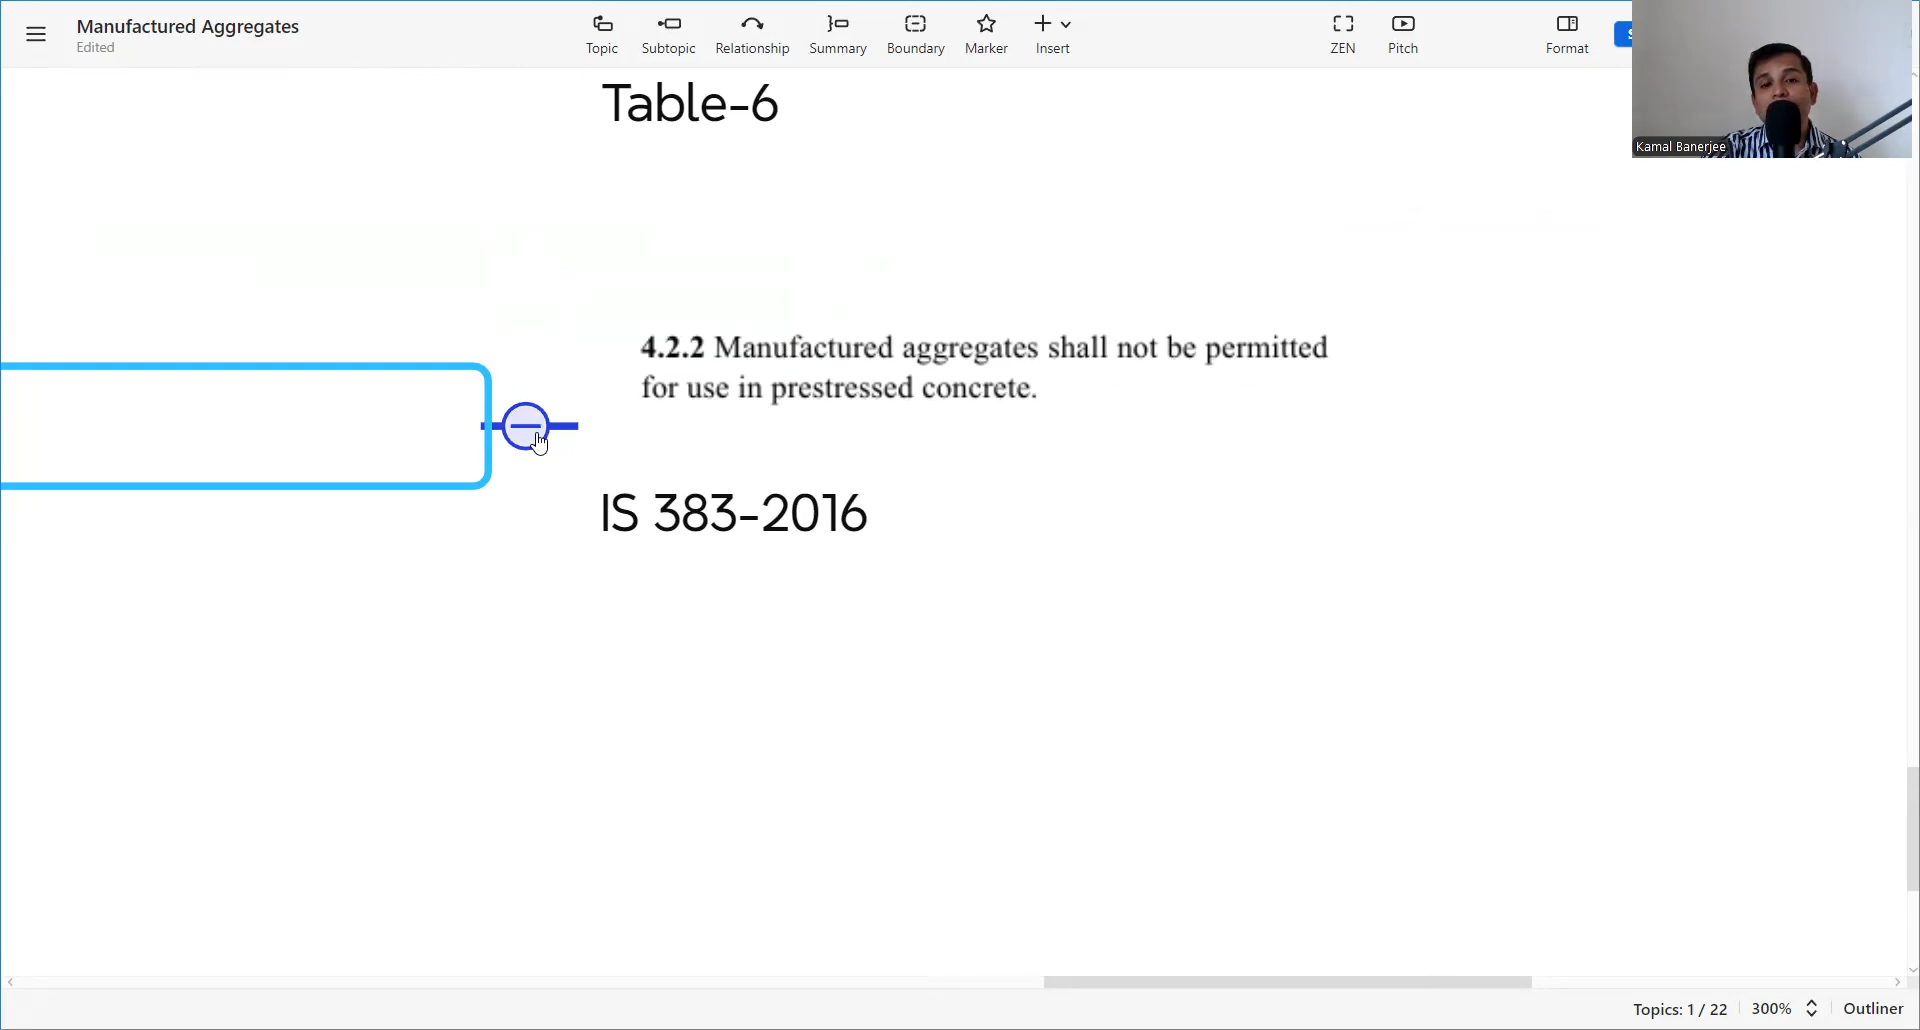 Manufactured Aggregates
Edited
Topic
Subtopic
Relationship
Summary
Boundary
Marker
Insert
ZEN
Pitch
Format
Kamal Banerjee
Table-6
4.2.2 Manufactured aggregates shall not be permitted
for use in prestressed concrete.
IS 383-2016
Topics: 1 / 22
300%
Outliner